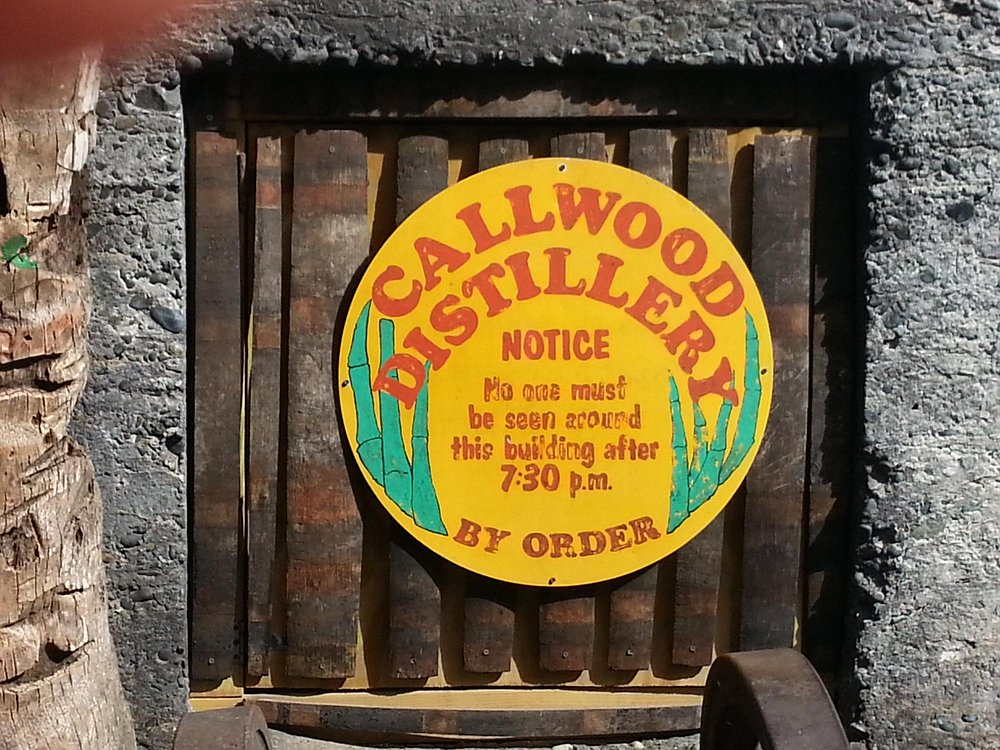 CALLWOOD
DISTILLERY
NOTICE
No one must
be seen around
this building after
7:30 p.m.
BY ORDER